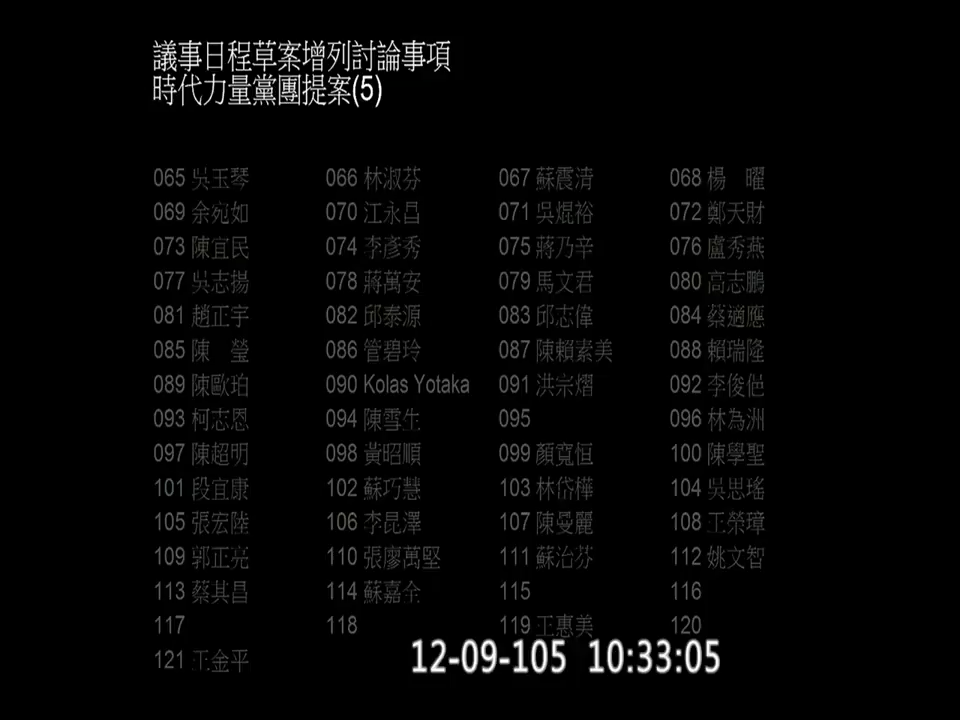 議事日程草案增列討論事項
時代力量黨團提案(5)
065 吳玉琴 066 林淑芬 067 蘇震清 068 楊　曜
069 余宛如 070 江永昌 071 吳焜裕 072 鄭天財
073 陳宜民 074 李彥秀 075 蔣乃辛 076 盧秀燕
077 吳志揚 078 蔣萬安 079 馬文君 080 高志鵬
081 趙正宇 082 邱泰源 083 邱志偉 084 蔡適應
085 陳　瑩 086 管碧玲 087 陳賴素美 088 賴瑞隆
089 陳歐珀 090 Kolas Yotaka 091 洪宗熠 092 李俊俋
093 柯志恩 094 陳雪生 095 096 林為洲
097 陳超明 098 黃昭順 099 顏寬恒 100 陳學聖
101 段宜康 102 蘇巧慧 103 林岱樺 104 吳思瑤
105 張宏陸 106 李昆澤 107 陳曼麗 108 王榮璋
109 郭正亮 110 張廖萬堅 111 蘇治芬 112 姚文智
113 蔡其昌 114 蘇嘉全 115 116
117 118 119 王惠美 120
121 王金平
12-09-105 10:33:05